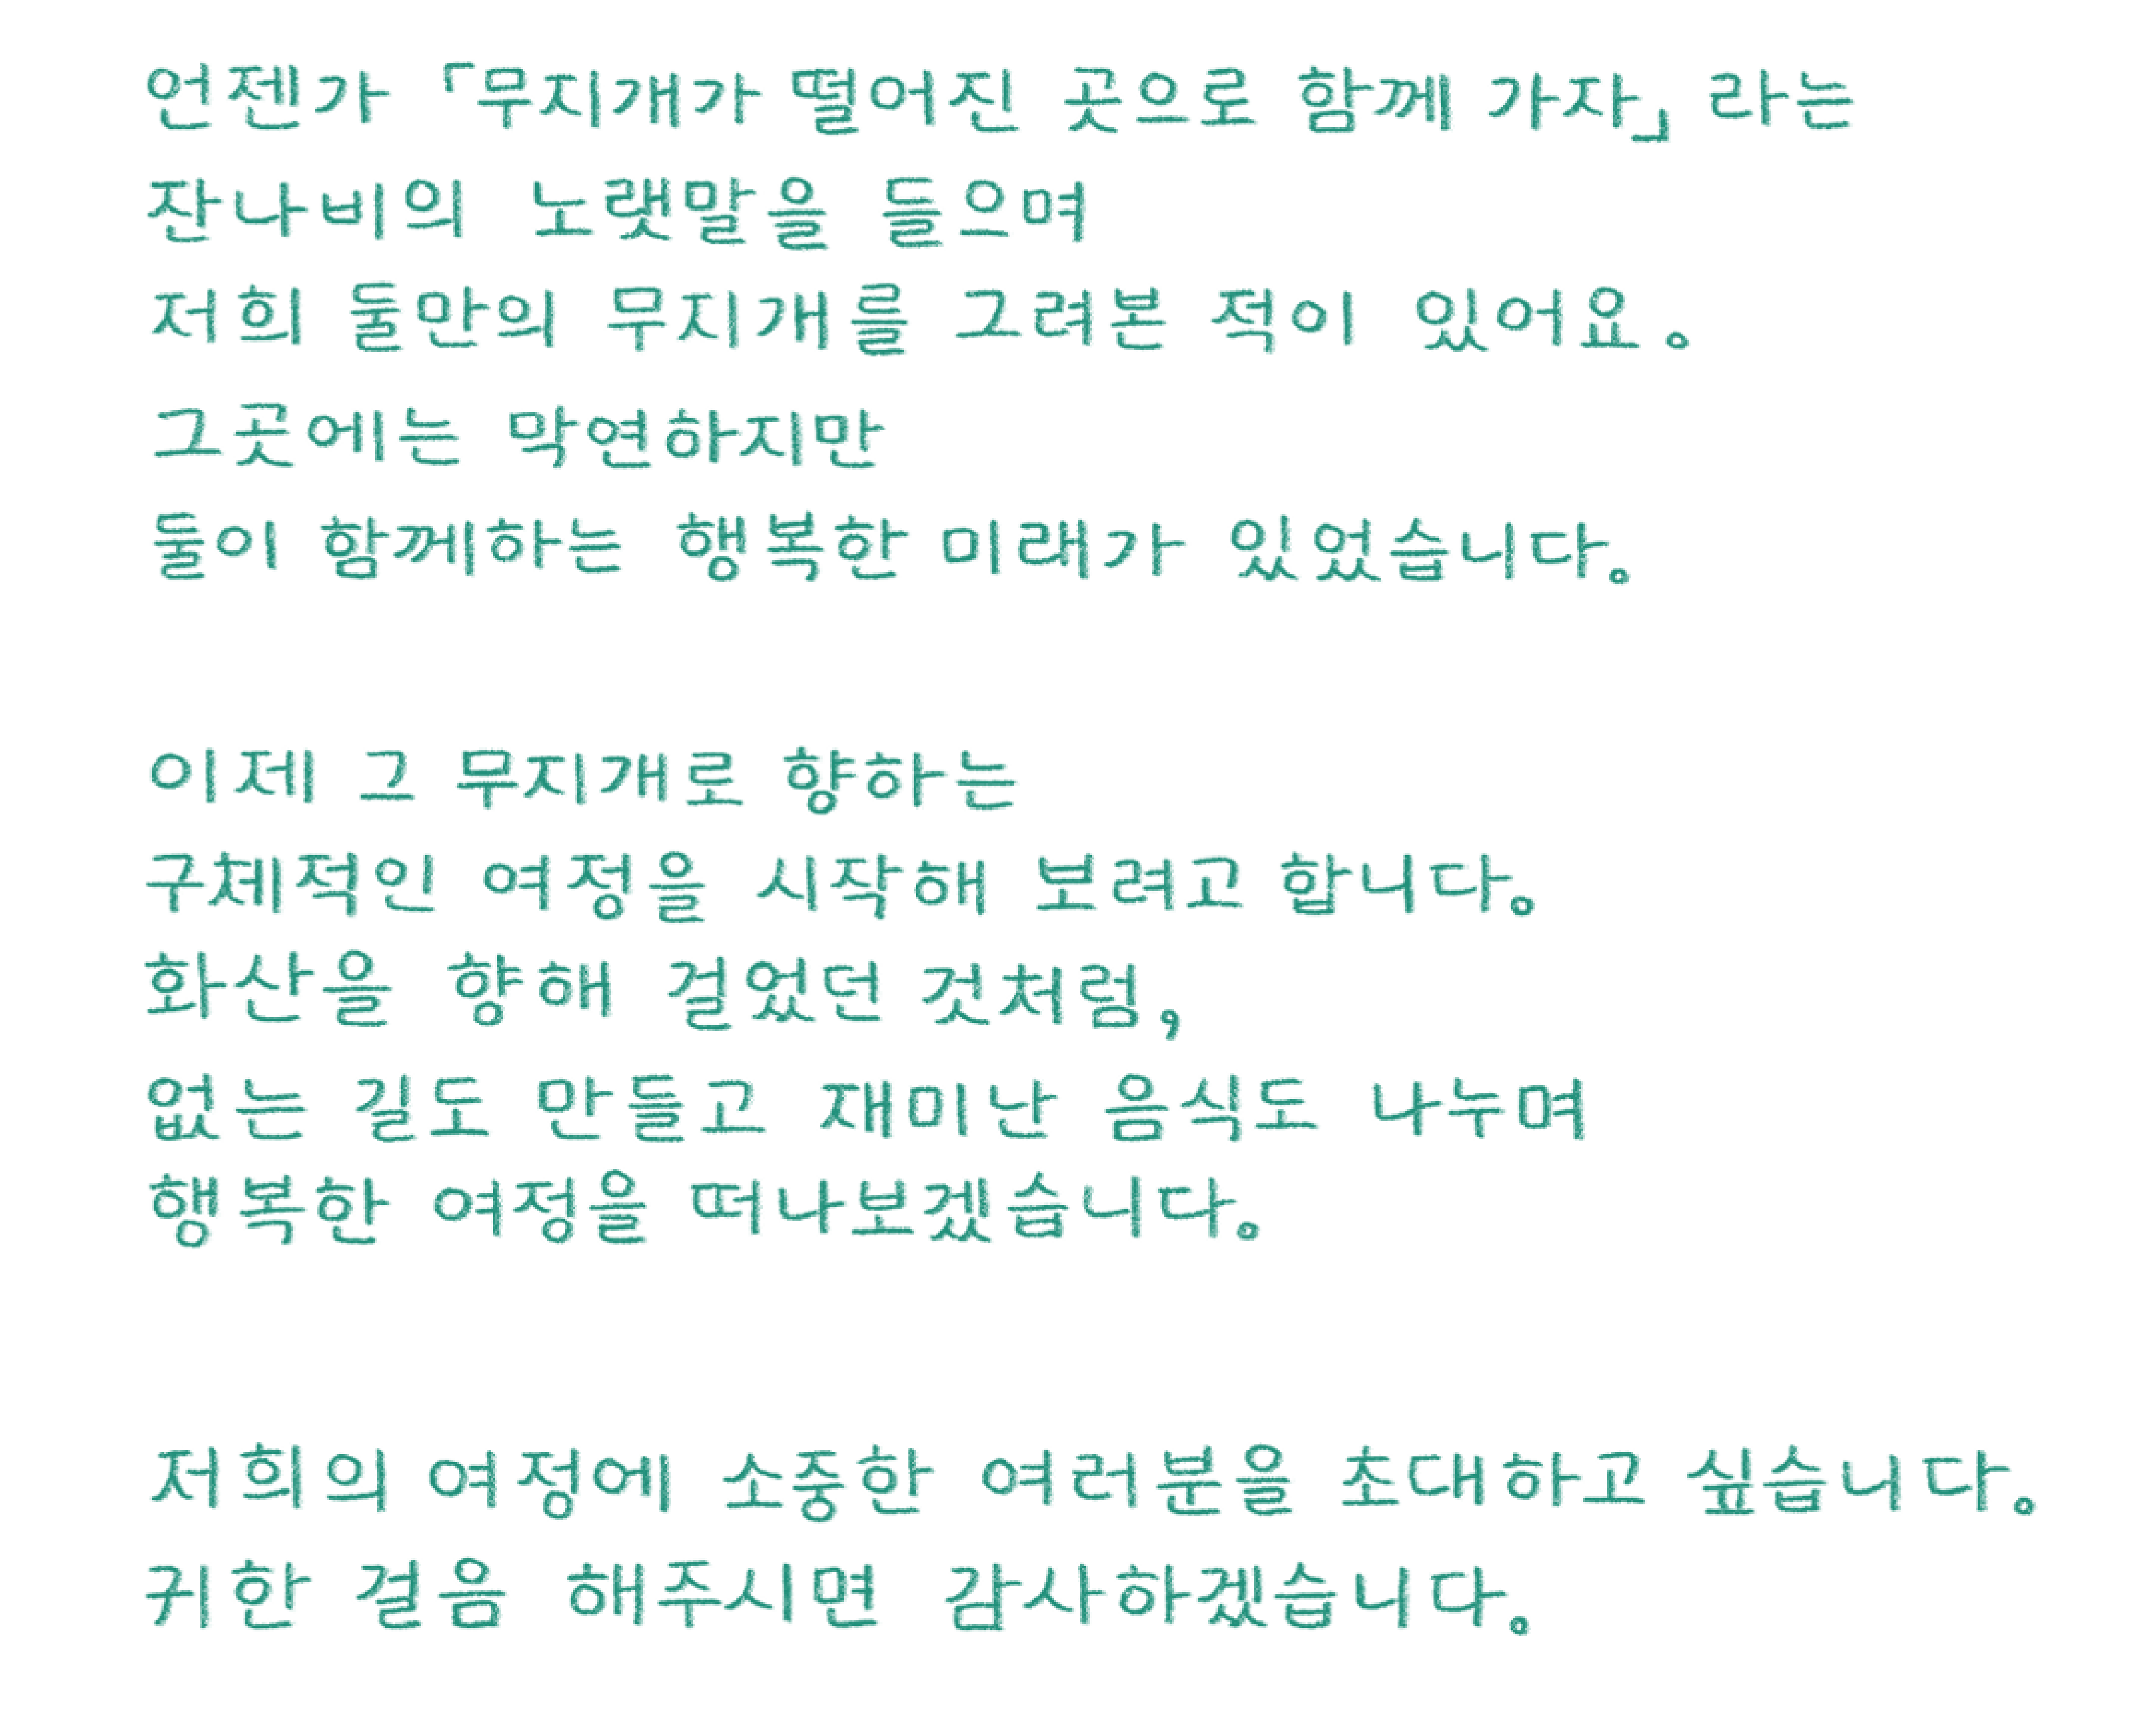 언젠가 「무지개가 떨어진 곳으로 함께 가자」 라는
잔나비의 노랫말을 들으며
저희 둘만의 무지개를 그려본 적이 있어요.
그곳에는 막연하지만
둘이 함께하는 행복한 미래가 있었습니다.
이제 그 무지개로 향하는
구체적인 여정을 시작해 보려고 합니다.
화산을 향해 걸었던 것처럼,
없는 길도 만들고 재미난 음식도 나누며
행복한 여정을 떠나보겠습니다.
저희의 여정에 소중한 여러분을 초대하고 싶습니다.
귀한 걸음 해주시면 감사하겠습니다.